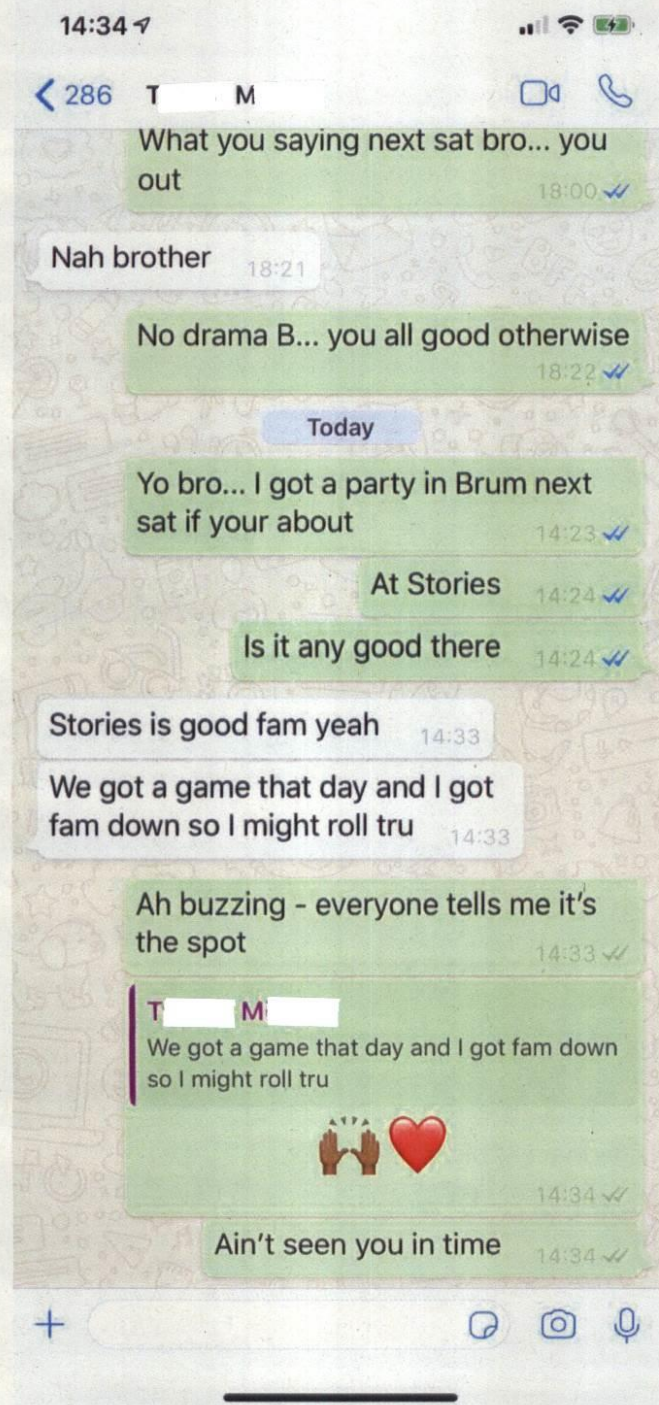 14:34
286 T M
What you saying next sat bro... you
out
18:00
Nah brother 18:21
No drama B... you all good otherwise
18:22
Today
Yo bro... I got a party in Brum next
sat if your about
14:23
At Stories 14:24
Is it any good there 14:24
Stories is good fam yeah 14:33
We got a game that day and I got
fam down so I might roll tru 14:33
Ah buzzing - everyone tells me it's
the spot
14:33
T M
We got a game that day and I got fam down
so I might roll tru
🙌🏾❤️
14:34
Ain't seen you in time 14:34